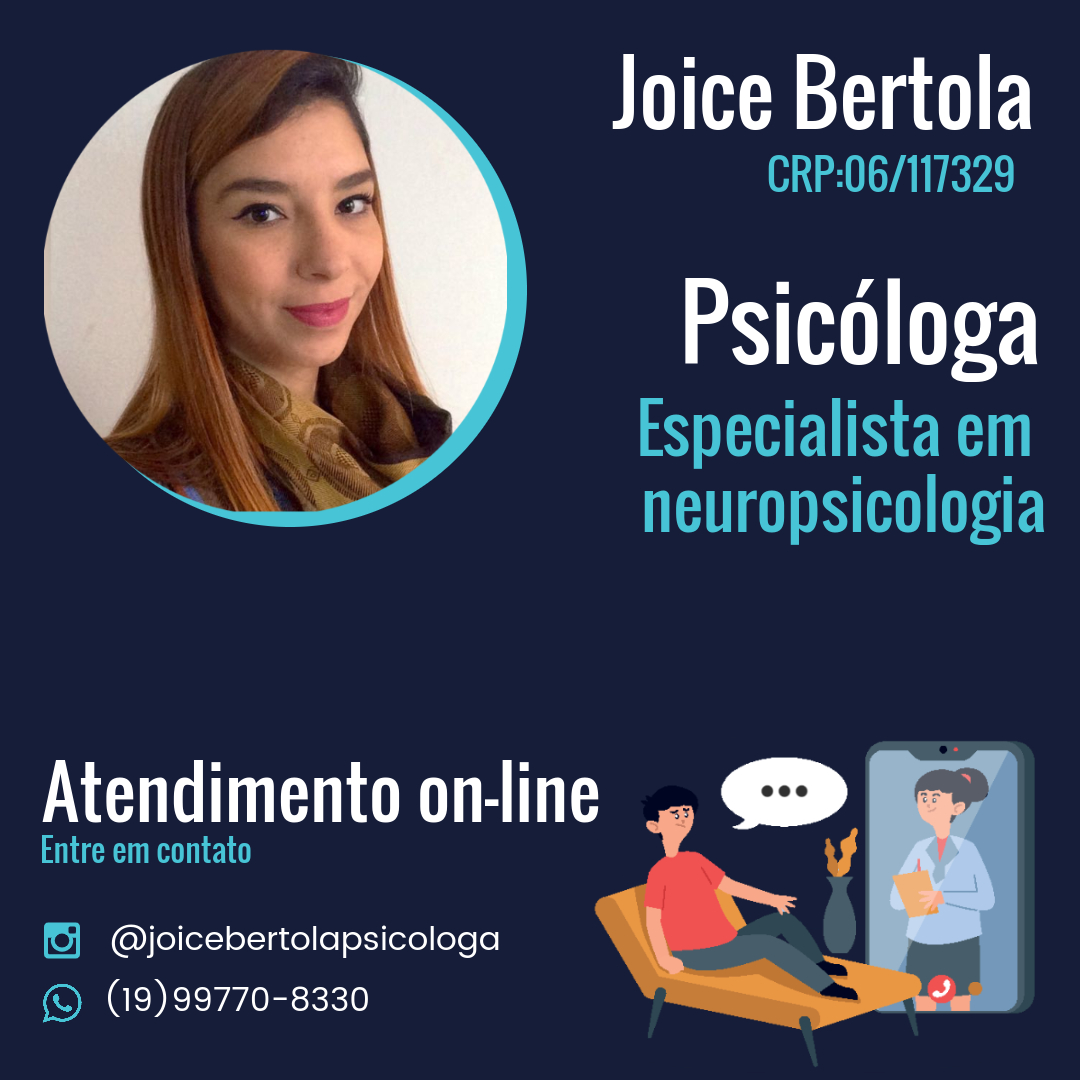 Joice Bertola
CRP:06/117329
Psicóloga
Especialista em
neuropsicologia
Atendimento on-line
Entre em contato
@joicebertolapsicologa
(19)99770-8330